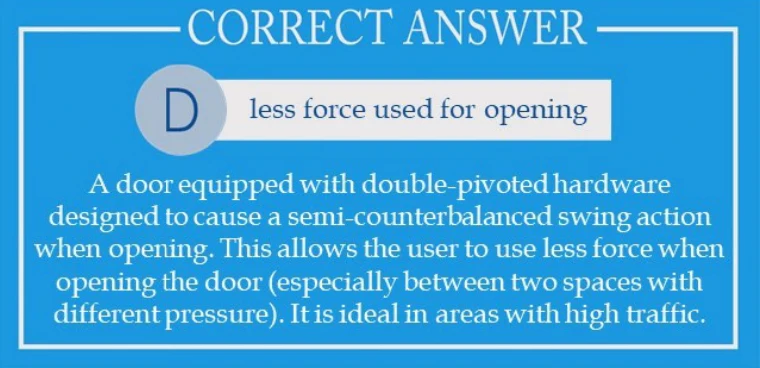 CORRECT ANSWER
D less force used for opening
A door equipped with double-pivoted hardware
designed to cause a semi-counterbalanced swing action
when opening. This allows the user to use less force when
opening the door (especially between two spaces with
different pressure). It is ideal in areas with high traffic.